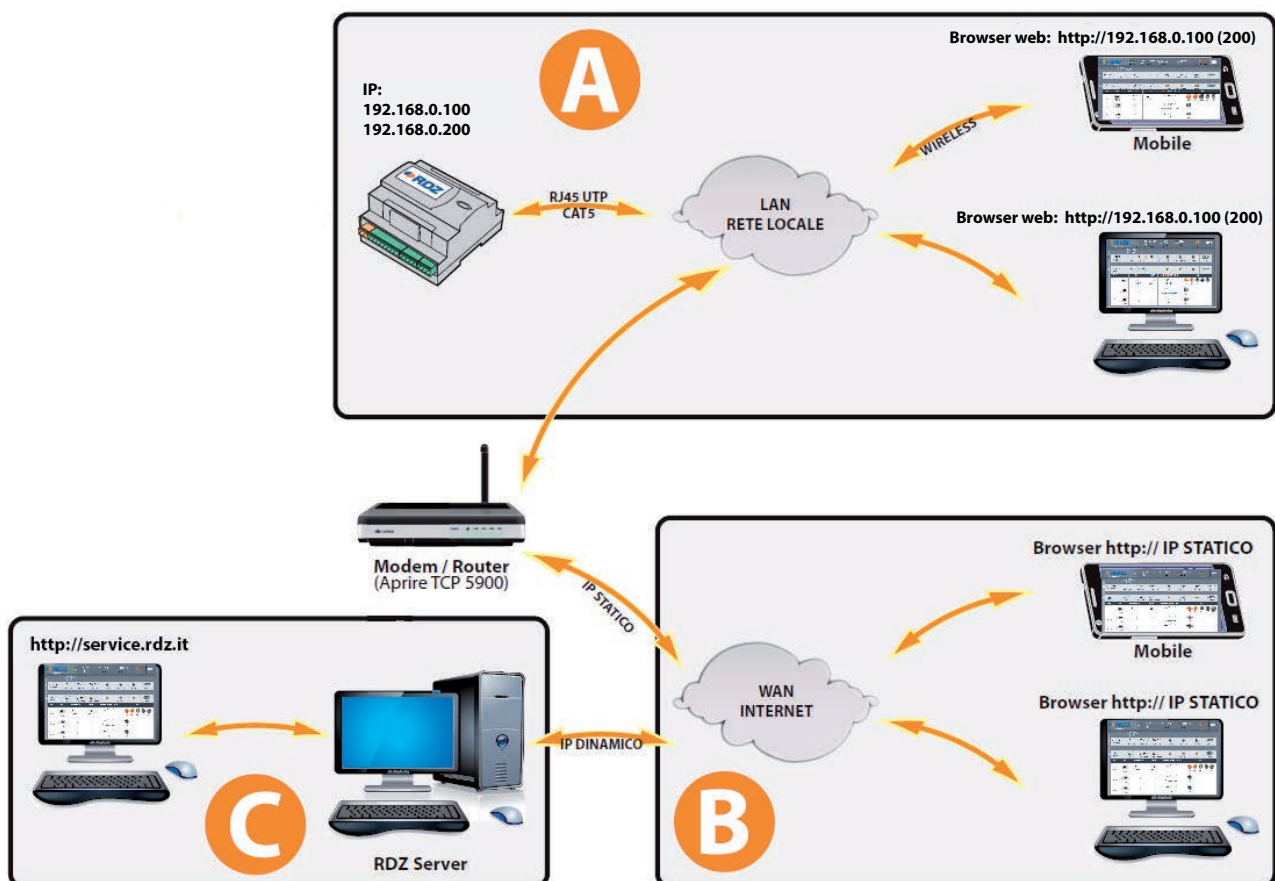 A
Browser web: http://192.168.0.100 (200)
IP:
192.168.0.100
192.168.0.200
RDZ
WIRELESS
Mobile
RJ45 UTP
CAT5
LAN
RETE LOCALE
Browser web: http://192.168.0.100 (200)
Modem / Router
(Aprire TCP 5900)
IP STATICO
Browser http:// IP STATICO
Mobile
http://service.rdz.it
WAN
INTERNET
Browser http:// IP STATICO
IP DINAMICO
C
B
RDZ Server